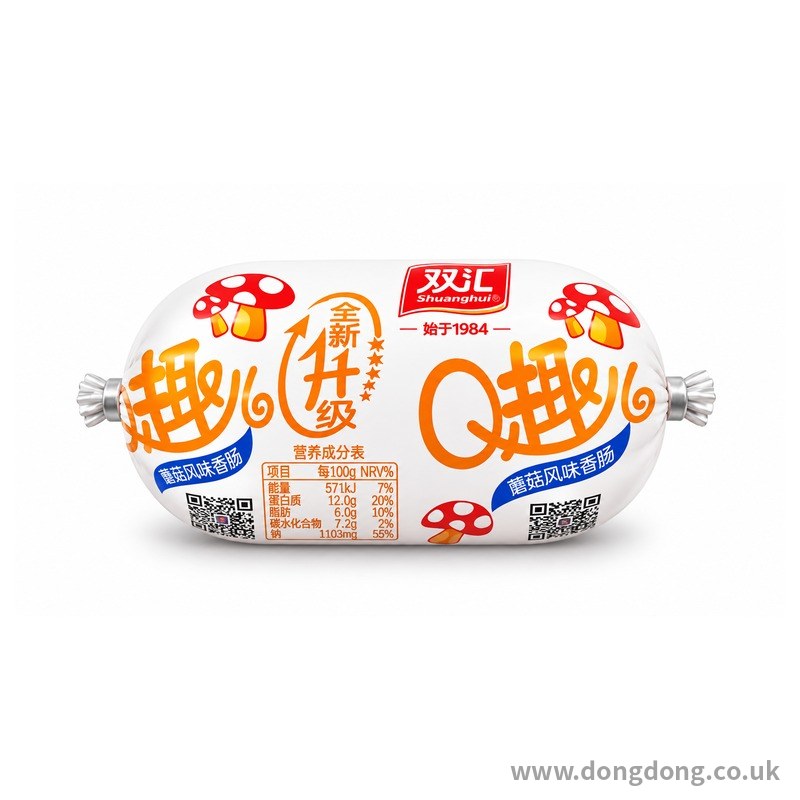 双汇
Shuanghui®
始于1984
全新
升
级
趣儿
蘑菇风味香肠
Q趣儿
蘑菇风味香肠
营养成分表
项目 每100g NRV%
能量 571kJ 7%
蛋白质 12.0g 20%
脂肪 6.0g 10%
碳水化合物 7.2g 2%
钠 1103mg 55%
www.dongdong.co.uk